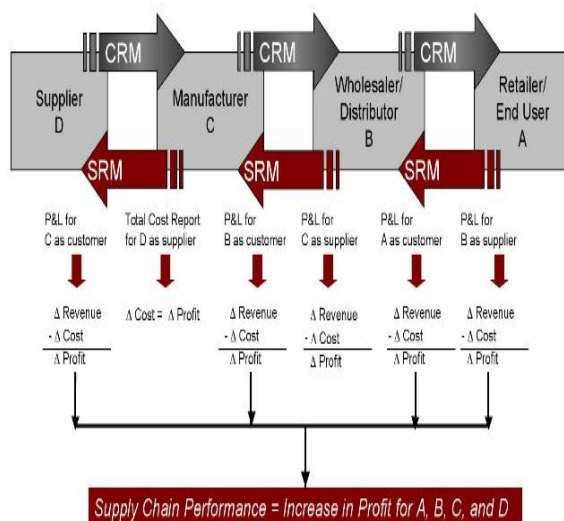 CRM
CRM
CRM
Supplier
D
Manufacturer
C
Wholesaler/
Distributor
B
Retailer/
End User
A
SRM
SRM
SRM
P&L for
C as customer
Total Cost Report
for D as supplier
P&L for
B as customer
P&L for
C as supplier
P&L for
A as customer
P&L for
B as supplier
Δ Revenue
- Δ Cost
Δ Profit
Δ Cost = Δ Profit
Δ Revenue
- Δ Cost
Δ Profit
Δ Revenue
- Δ Cost
Δ Profit
Δ Revenue
- Δ Cost
Δ Profit
Δ Revenue
- Δ Cost
Δ Profit
Supply Chain Performance = Increase in Profit for A, B, C, and D